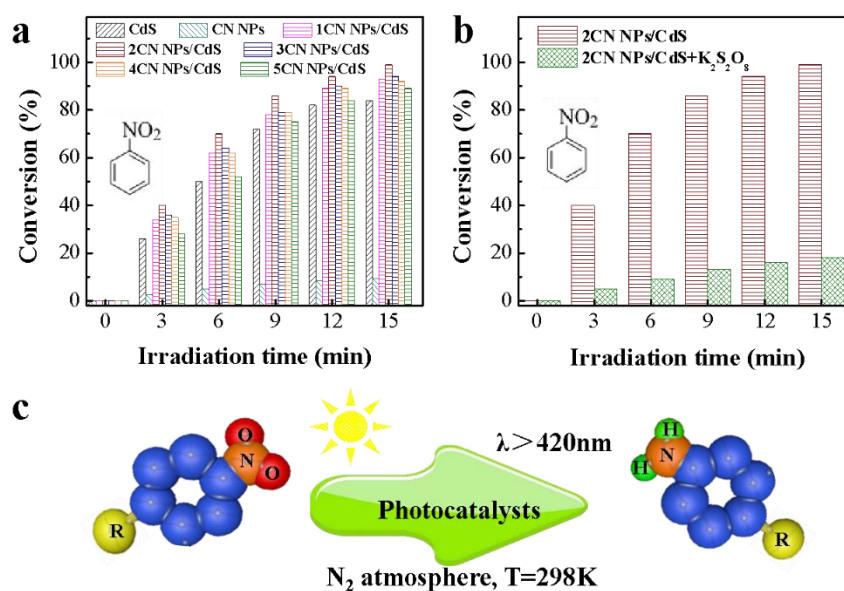 a
CdS CN NPs 1CN NPs/CdS
2CN NPs/CdS 3CN NPs/CdS
4CN NPs/CdS 5CN NPs/CdS
NO₂
Conversion (%)
100
80
60
40
20
0
0 3 6 9 12 15
Irradiation time (min)
b
2CN NPs/CdS
2CN NPs/CdS+K₂S₂O₈
NO₂
Conversion (%)
100
80
60
40
20
0
0 3 6 9 12 15
Irradiation time (min)
c
O
N
O
R
λ＞420nm
Photocatalysts
N₂ atmosphere, T=298K
H
N
H
R